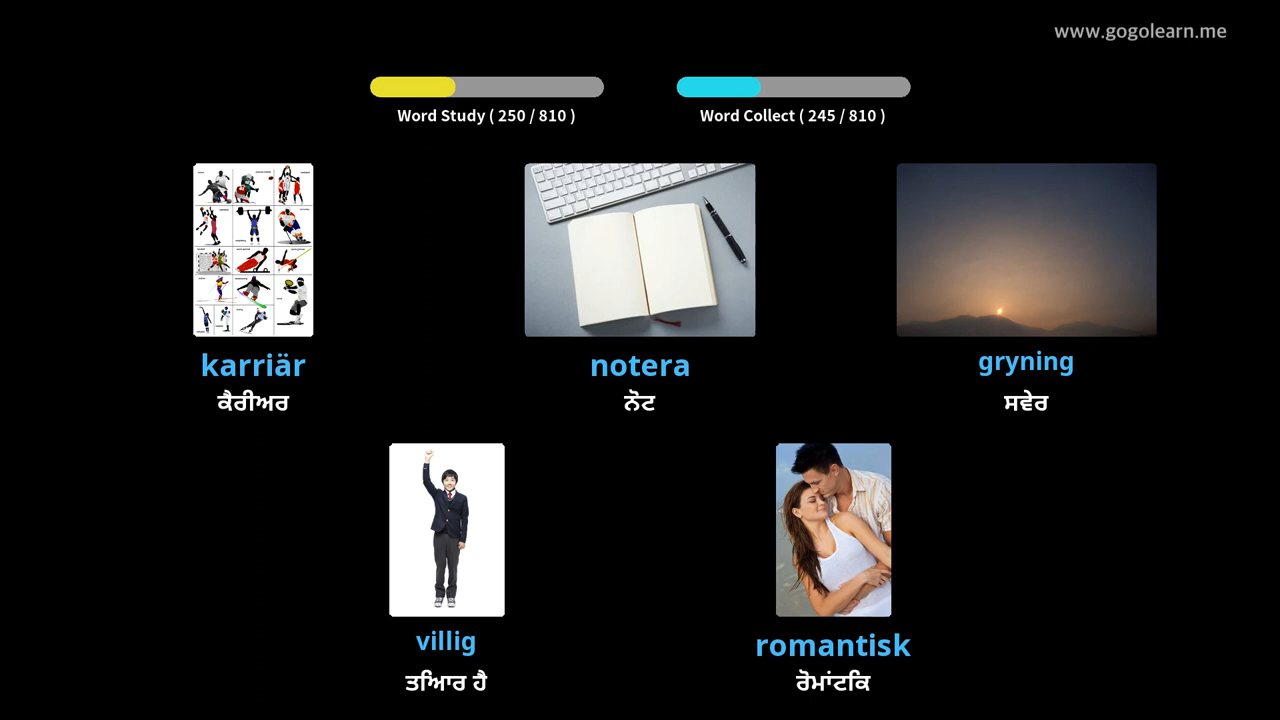 www.gogolearn.me
Word Study ( 250 / 810 )
Word Collect ( 245 / 810 )
karriär
ਕੈਰੀਅਰ
notera
ਨੋਟ
gryning
ਸਵੇਰ
villig
ਤਿਆਰ ਹੈ
romantisk
ਰੋਮਾਂਟਿਕ